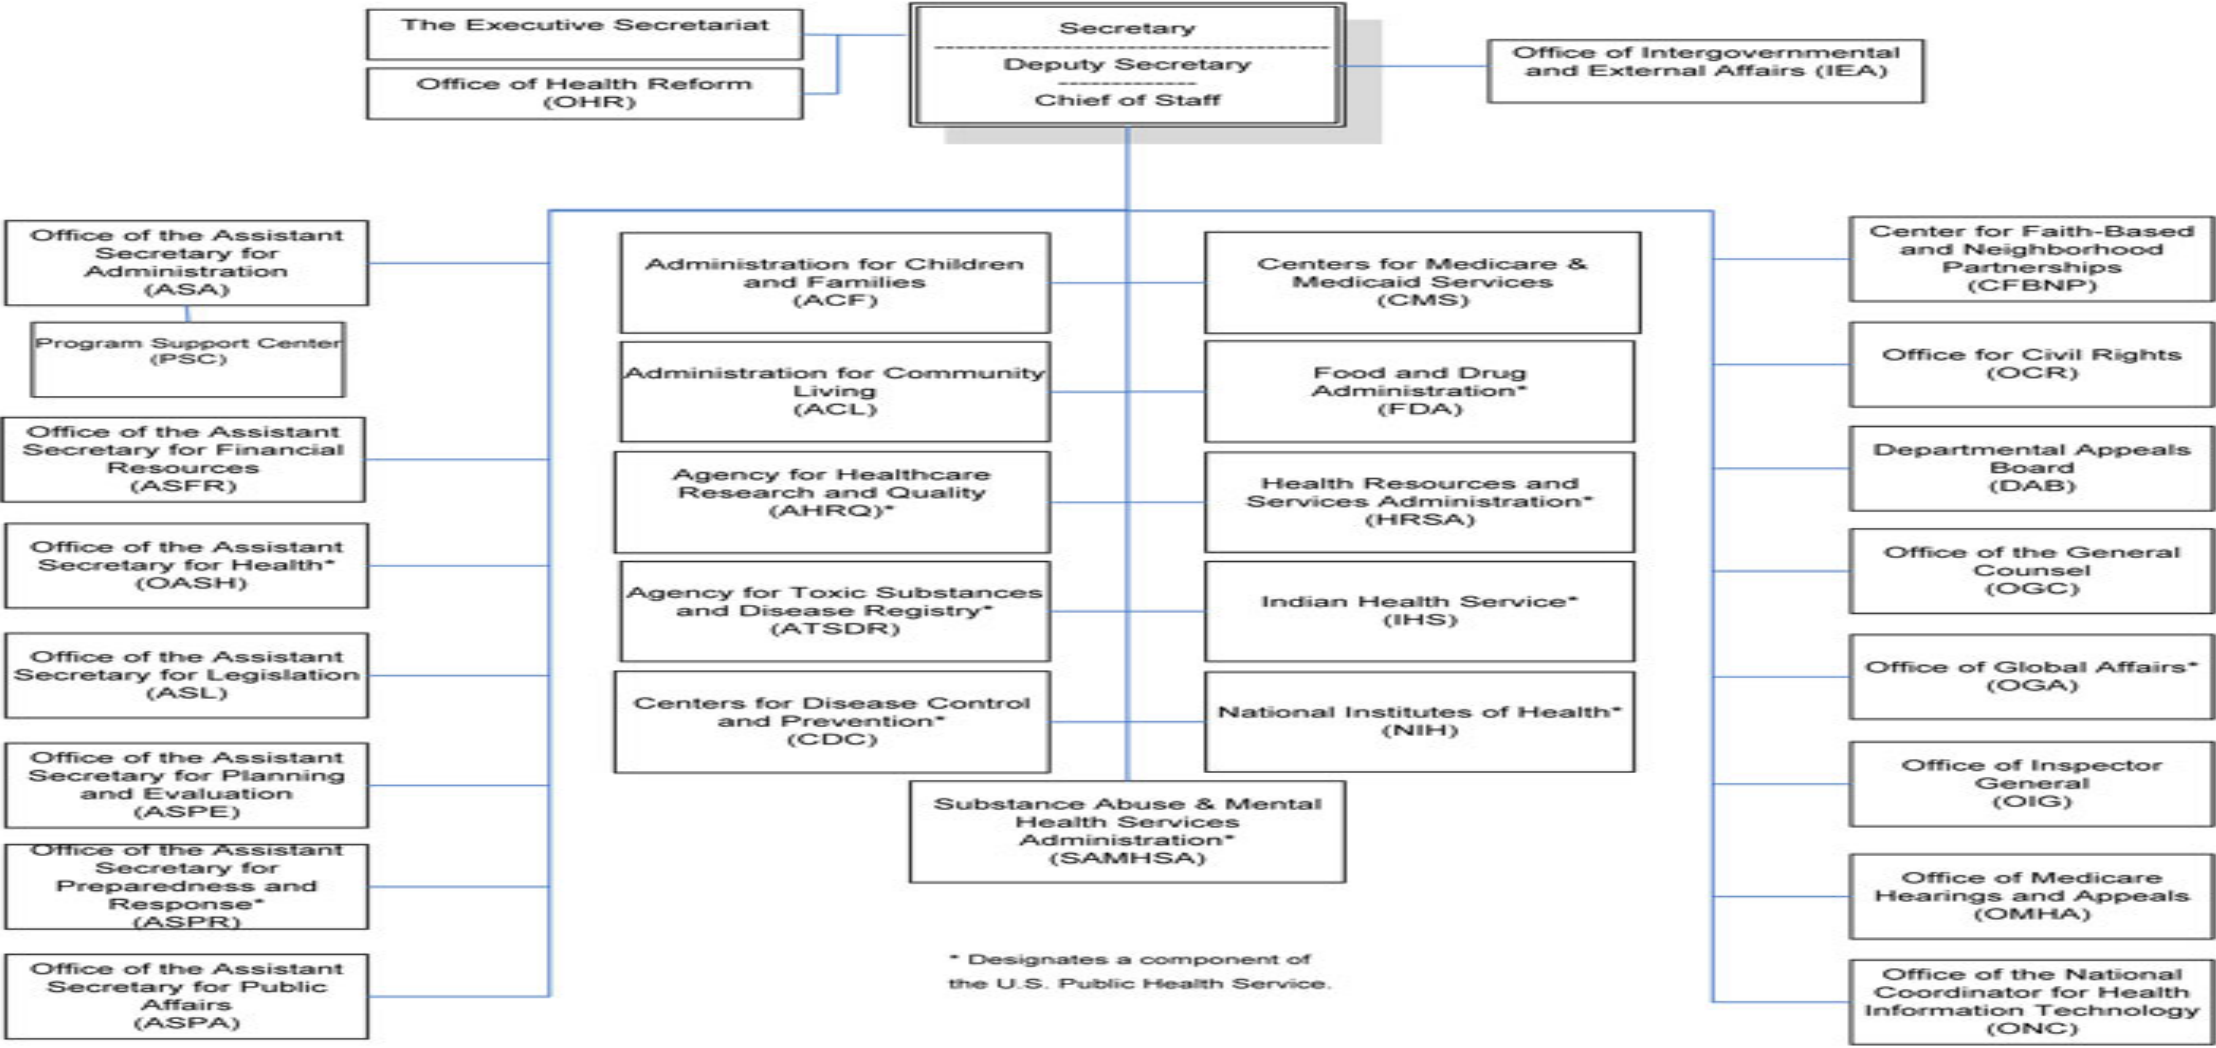 The Executive Secretariat
Office of Health Reform
(OHR)
Secretary
Deputy Secretary
Chief of Staff
Office of Intergovernmental
and External Affairs (IEA)
Office of the Assistant
Secretary for
Administration
(ASA)
Program Support Center
(PSC)
Office of the Assistant
Secretary for Financial
Resources
(ASFR)
Office of the Assistant
Secretary for Health*
(OASH)
Office of the Assistant
Secretary for Legislation
(ASL)
Office of the Assistant
Secretary for Planning
and Evaluation
(ASPE)
Office of the Assistant
Secretary for
Preparedness and
Response*
(ASPR)
Office of the Assistant
Secretary for Public
Affairs
(ASPA)
Administration for Children
and Families
(ACF)
Administration for Community
Living
(ACL)
Agency for Healthcare
Research and Quality
(AHRQ)*
Agency for Toxic Substances
and Disease Registry*
(ATSDR)
Centers for Disease Control
and Prevention*
(CDC)
Centers for Medicare &
Medicaid Services
(CMS)
Food and Drug
Administration*
(FDA)
Health Resources and
Services Administration*
(HRSA)
Indian Health Service*
(IHS)
National Institutes of Health*
(NIH)
Substance Abuse & Mental
Health Services
Administration*
(SAMHSA)
* Designates a component of
the U.S. Public Health Service.
Center for Faith-Based
and Neighborhood
Partnerships
(CFBNP)
Office for Civil Rights
(OCR)
Departmental Appeals
Board
(DAB)
Office of the General
Counsel
(OGC)
Office of Global Affairs*
(OGA)
Office of Inspector
General
(OIG)
Office of Medicare
Hearings and Appeals
(OMHA)
Office of the National
Coordinator for Health
Information Technology
(ONC)